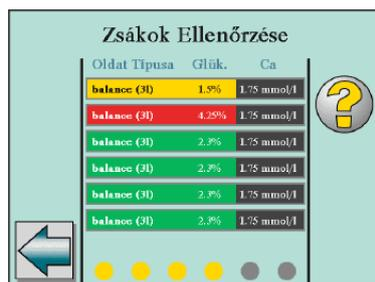 Zsákok Ellenőrzése
Oldat Típusa Glük. Ca
balance (3l) 1.5% 1.75 mmol/l
balance (3l) 4.25% 1.75 mmol/l
balance (3l) 2.3% 1.75 mmol/l
balance (3l) 2.3% 1.75 mmol/l
balance (3l) 2.3% 1.75 mmol/l
balance (3l) 2.3% 1.75 mmol/l
?